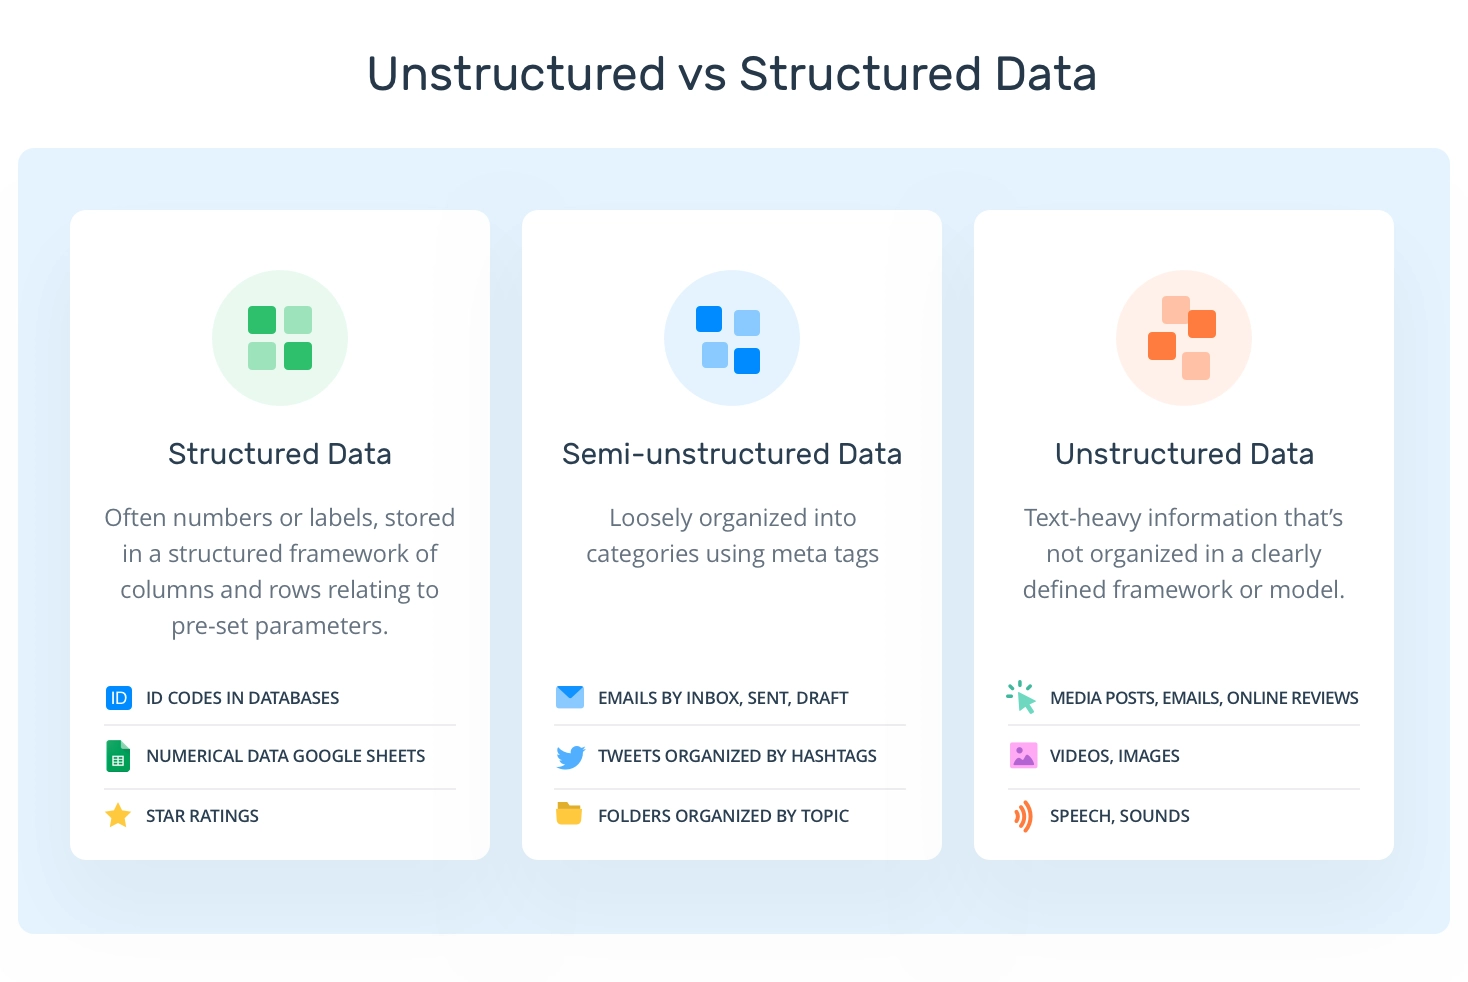 Unstructured vs Structured Data
Structured Data
Often numbers or labels, stored
in a structured framework of
columns and rows relating to
pre-set parameters.
ID
ID CODES IN DATABASES
NUMERICAL DATA GOOGLE SHEETS
STAR RATINGS
Semi-unstructured Data
Loosely organized into
categories using meta tags
EMAILS BY INBOX, SENT, DRAFT
TWEETS ORGANIZED BY HASHTAGS
FOLDERS ORGANIZED BY TOPIC
Unstructured Data
Text-heavy information that’s
not organized in a clearly
defined framework or model.
MEDIA POSTS, EMAILS, ONLINE REVIEWS
VIDEOS, IMAGES
SPEECH, SOUNDS